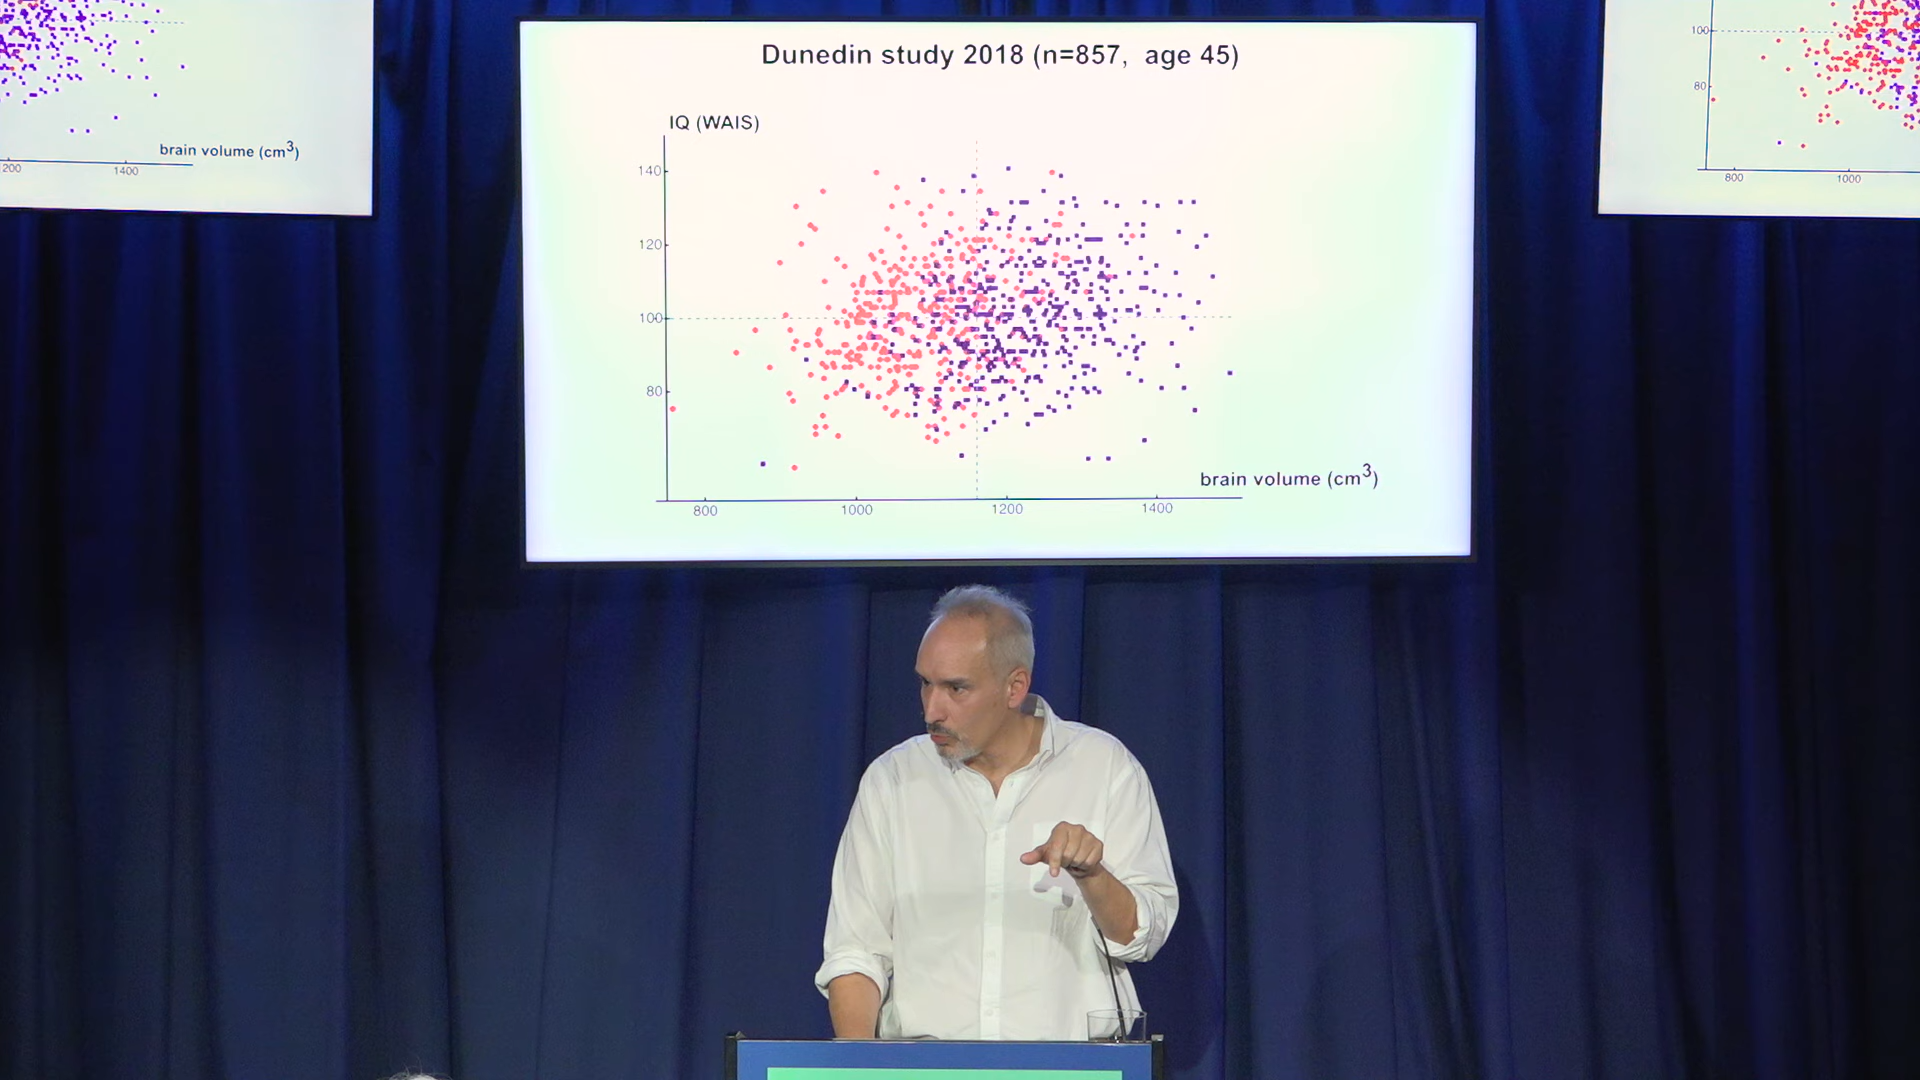 Dunedin study 2018 (n=857, age 45)
IQ (WAIS)
140
120
100
80
brain volume (cm³)
800 1000 1200 1400
brain volume (cm³)
200 1400
100
80
800 1000